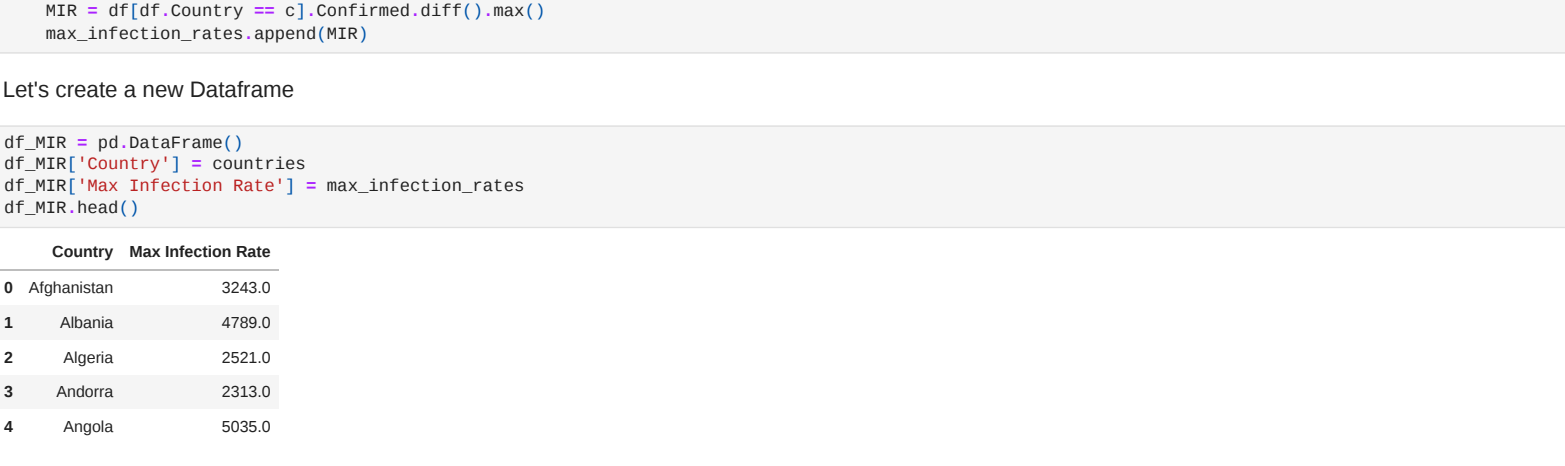 MIR = df[df.Country == c].Confirmed.diff().max()
    max_infection_rates.append(MIR)
Let's create a new Dataframe
df_MIR = pd.DataFrame()
df_MIR['Country'] = countries
df_MIR['Max Infection Rate'] = max_infection_rates
df_MIR.head()
Country Max Infection Rate
0 Afghanistan 3243.0
1 Albania 4789.0
2 Algeria 2521.0
3 Andorra 2313.0
4 Angola 5035.0